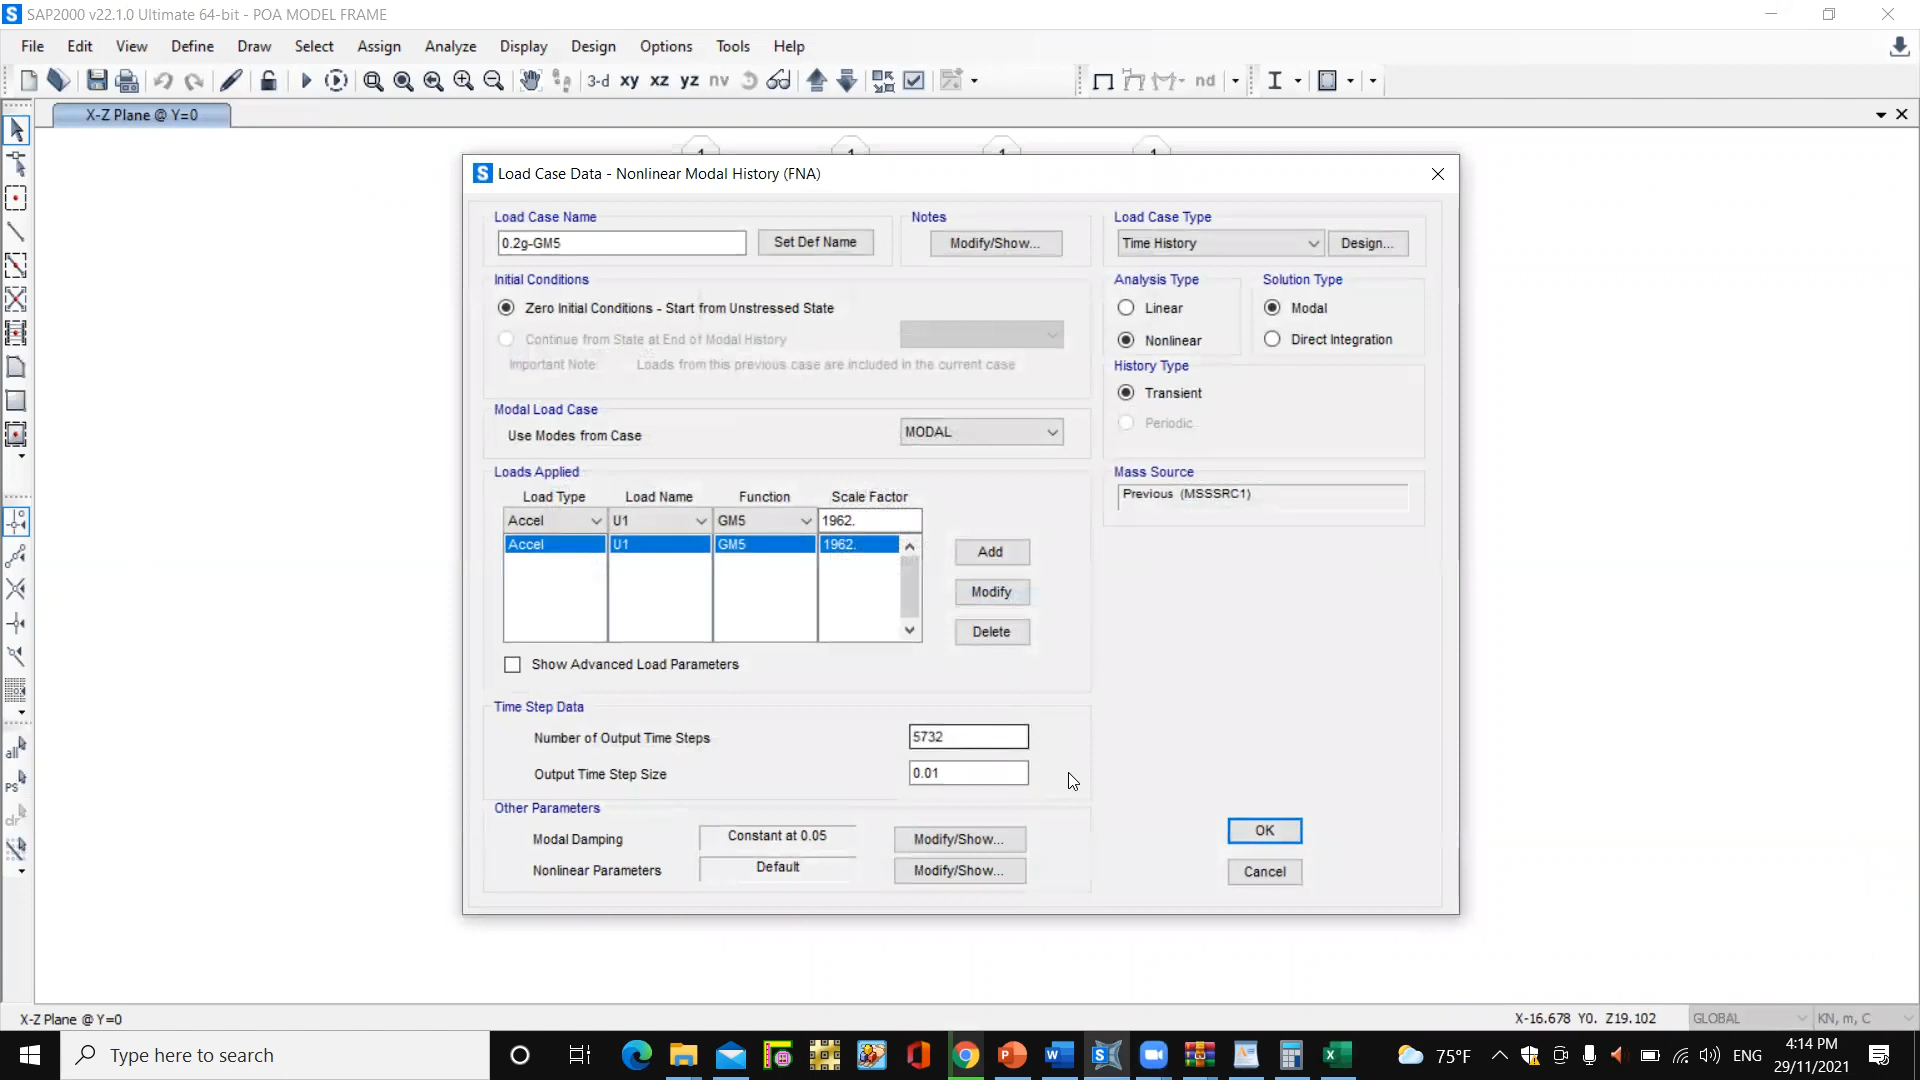 SAP2000 v22.1.0 Ultimate 64-bit - POA MODEL FRAME
File Edit View Define Draw Select Assign Analyze Display Design Options Tools Help
3-d xy xz yz nv nd
X-Z Plane @ Y=0
Load Case Data - Nonlinear Modal History (FNA)
Load Case Name
0.2g-GM5
Set Def Name
Notes
Modify/Show...
Load Case Type
Time History
Design...
Initial Conditions
Zero Initial Conditions - Start from Unstressed State
Continue from State at End of Modal History
Important Note: Loads from this previous case are included in the current case
Analysis Type
Linear
Nonlinear
Solution Type
Modal
Direct Integration
History Type
Transient
Periodic
Modal Load Case
Use Modes from Case
MODAL
Loads Applied
Load Type Load Name Function Scale Factor
Accel U1 GM5 1962.
Accel U1 GM5 1962.
Add
Modify
Delete
Show Advanced Load Parameters
Mass Source
Previous (MSSSRC1)
Time Step Data
Number of Output Time Steps 5732
Output Time Step Size 0.01
Other Parameters
Modal Damping Constant at 0.05 Modify/Show...
Nonlinear Parameters Default Modify/Show...
OK
Cancel
all
PS
dr
X-Z Plane @ Y=0
X-16.678 Y0. Z19.102
GLOBAL
KN, m, C
Type here to search
75°F
ENG
4:14 PM
29/11/2021